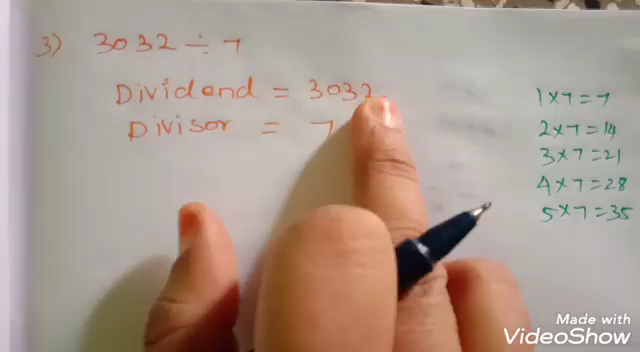 3) 3032 ÷ 7
Dividend = 3032
Divisor = 7
1 x 7 = 7
2 x 7 = 14
3 x 7 = 21
4 x 7 = 28
5 x 7 = 35
Made with
VideoShow